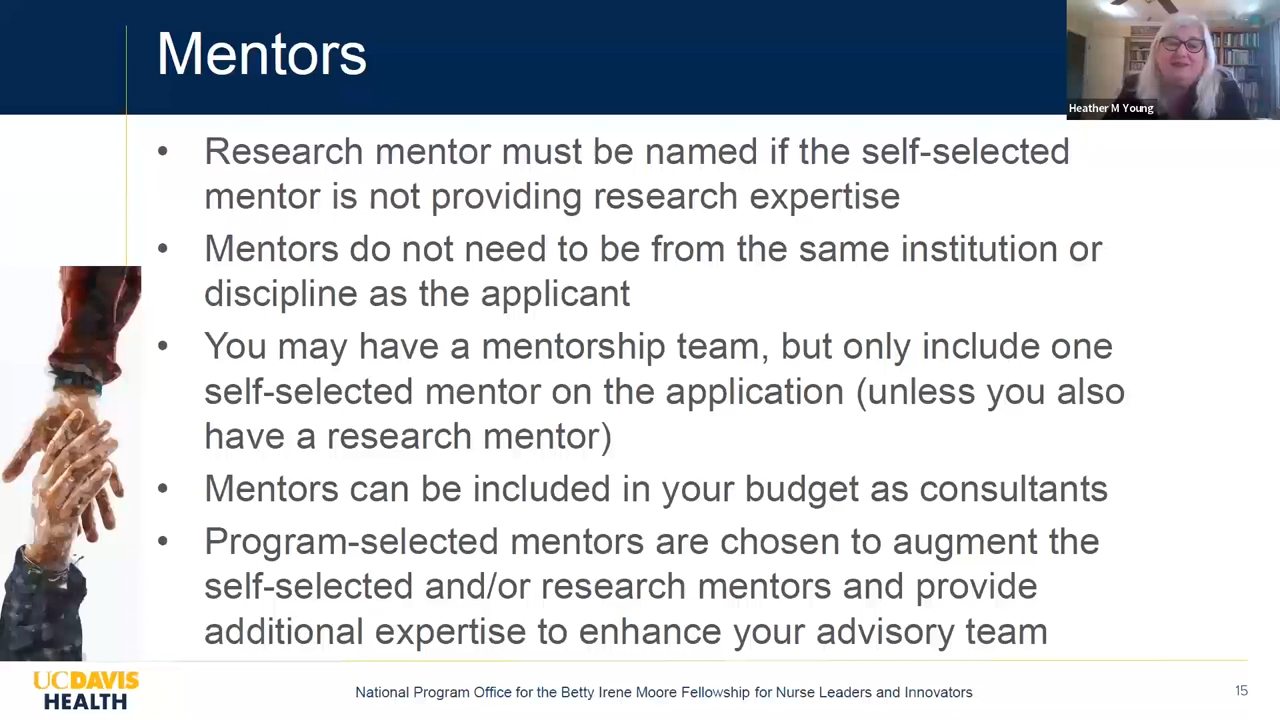 Mentors
Heather M Young
• Research mentor must be named if the self-selected
mentor is not providing research expertise
• Mentors do not need to be from the same institution or
discipline as the applicant
• You may have a mentorship team, but only include one
self-selected mentor on the application (unless you also
have a research mentor)
• Mentors can be included in your budget as consultants
• Program-selected mentors are chosen to augment the
self-selected and/or research mentors and provide
additional expertise to enhance your advisory team
UCDAVIS
HEALTH
National Program Office for the Betty Irene Moore Fellowship for Nurse Leaders and Innovators
15